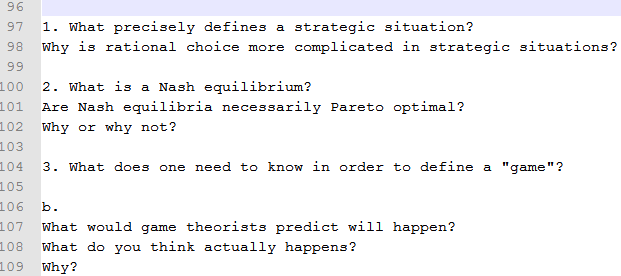 96
97 1. What precisely defines a strategic situation?
98 Why is rational choice more complicated in strategic situations?
99
100 2. What is a Nash equilibrium?
101 Are Nash equilibria necessarily Pareto optimal?
102 Why or why not?
103
104 3. What does one need to know in order to define a "game"?
105
106 b.
107 What would game theorists predict will happen?
108 What do you think actually happens?
109 Why?